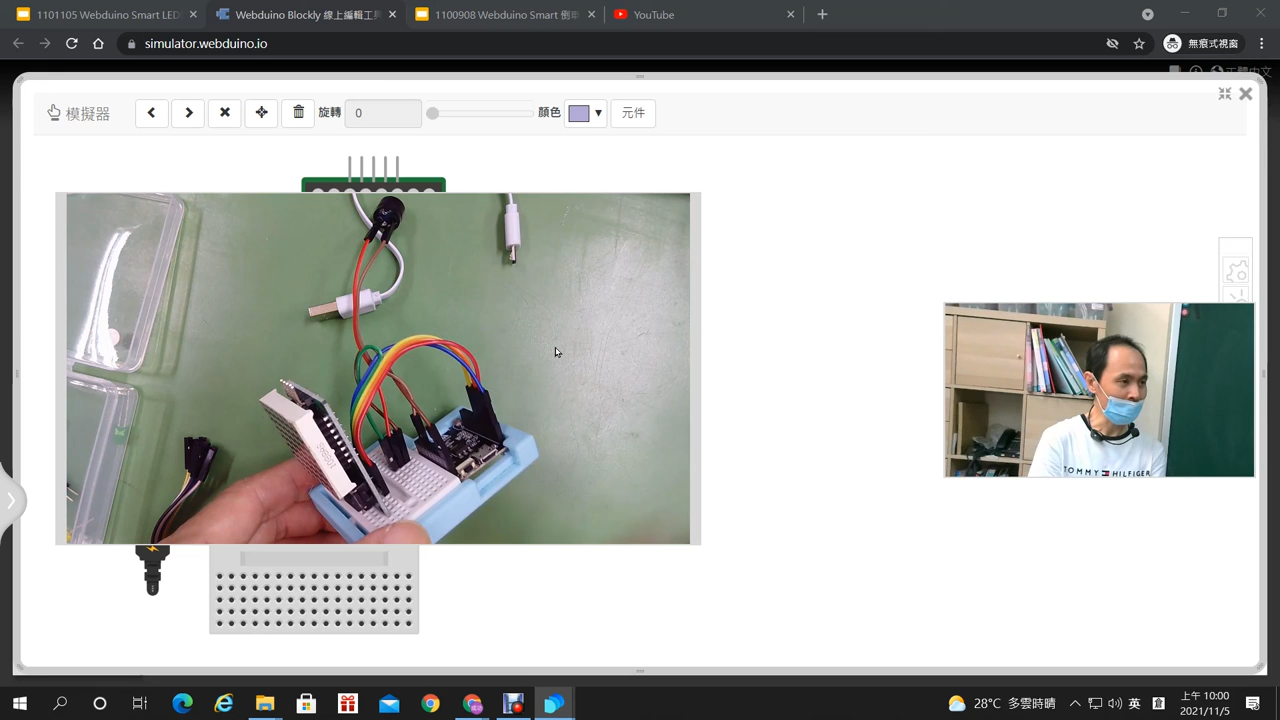 1101105 Webduino Smart LED
Webduino Blockly 線上編輯工具
1100908 Webduino Smart 倒
YouTube
simulator.webduino.io
無痕式視窗
模擬器
旋轉
0
顏色
元件
TOMMY HILFIGER
28°C 多雲時晴
英
上午 10:00
2021/11/5